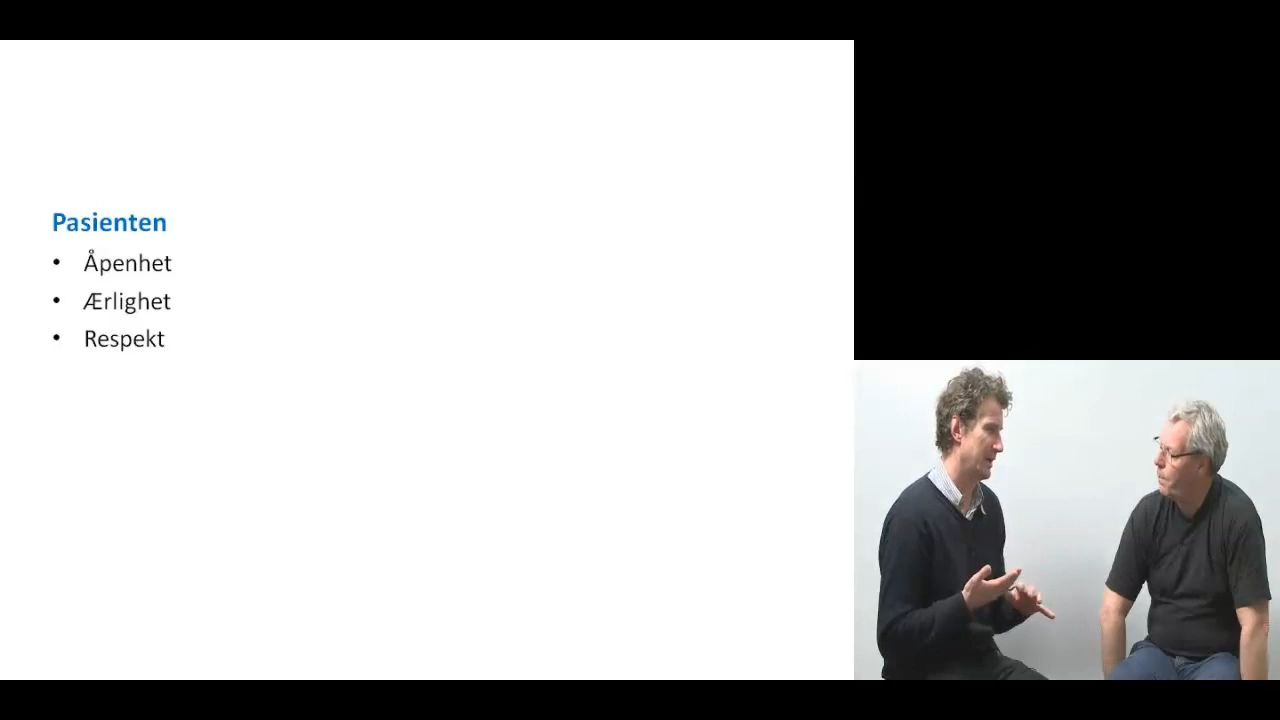 Pasienten
• Åpenhet
• Ærlighet
• Respekt